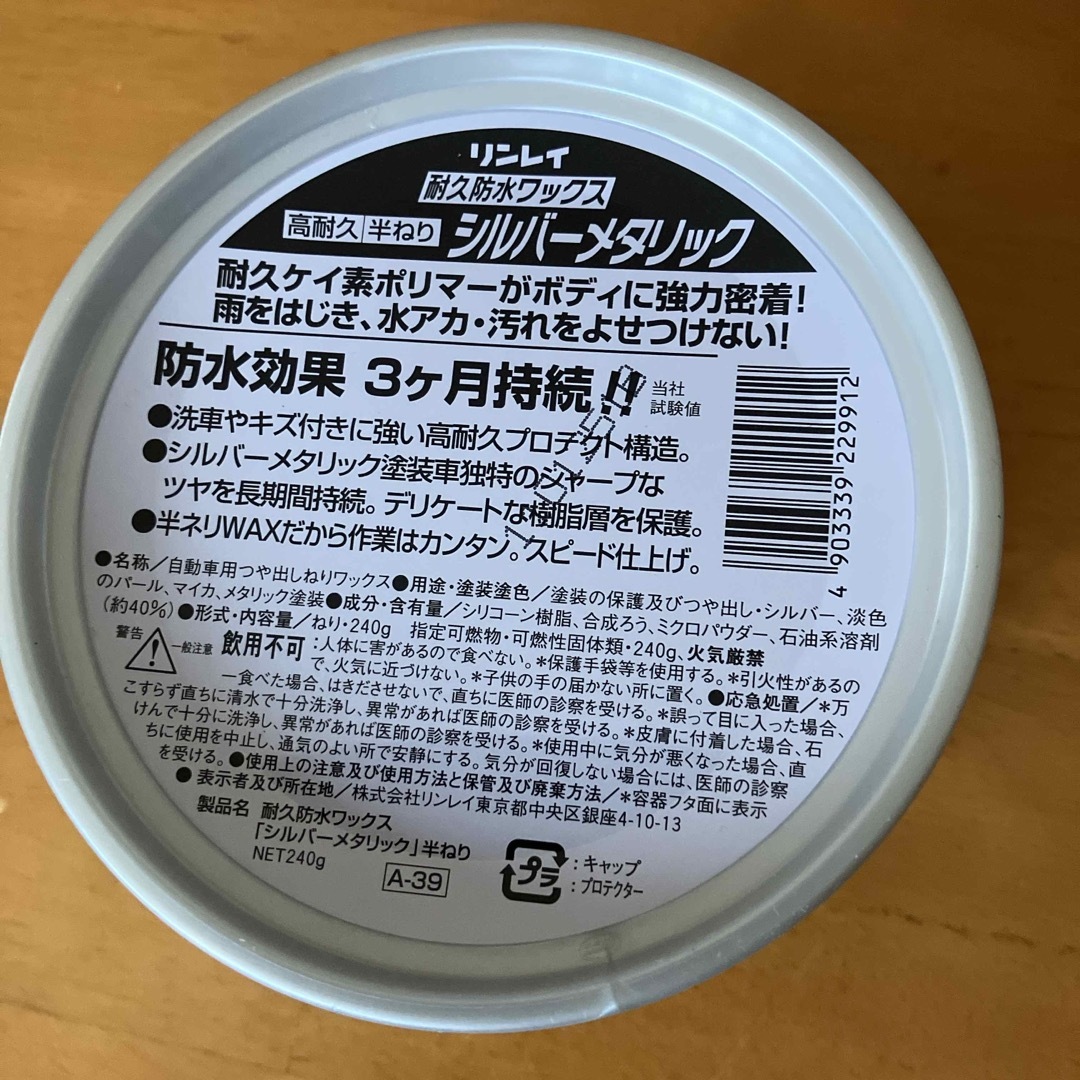 リンレイ
耐久防水ワックス
高耐久 半ねり シルバーメタリック
耐久ケイ素ポリマーがボディに強力密着!
雨をはじき、水アカ・汚れをよせつけない!
防水効果 3ヶ月持続!! 当社試験値
●洗車やキズ付きに強い高耐久プロテクト構造。
●シルバーメタリック塗装車独特のシャープな
ツヤを長期間持続。デリケートな樹脂層を保護。
●半ネリWAXだから作業はカンタン。スピード仕上げ。
4 903339 229912
●名称/自動車用つや出しねりワックス●用途・塗装塗色/塗装の保護及びつや出し・シルバー、淡色
のパール、マイカ、メタリック塗装●成分・含有量/シリコーン樹脂、合成ろう、ミクロパウダー、石油系溶剤
(約40%)●形式・内容量/ねり・240g 指定可燃物・可燃性固体類・240g、火気厳禁
警告 一般注意 飲用不可:人体に害があるので食べない。*保護手袋等を使用する。*引火性があるの
で、火気に近づけない。*子供の手の届かない所に置く。●応急処置/*万
一食べた場合、はきださせないで、直ちに医師の診察を受ける。*誤って目に入った場合、
こすらず直ちに清水で十分洗浄し、異常があれば医師の診察を受ける。*皮膚に付着した場合、石
けんで十分に洗浄し、異常があれば医師の診察を受ける。*使用中に気分が悪くなった場合、直
ちに使用を中止し、通気のよい所で安静にする。気分が回復しない場合には、医師の診察
を受ける。●使用上の注意及び使用方法と保管及び廃棄方法/*容器フタ面に表示
●表示者及び所在地/株式会社リンレイ東京都中央区銀座4-10-13
製品名 耐久防水ワックス
「シルバーメタリック」半ねり
NET240g
A-39
プラ
:キャップ
:プロテクター